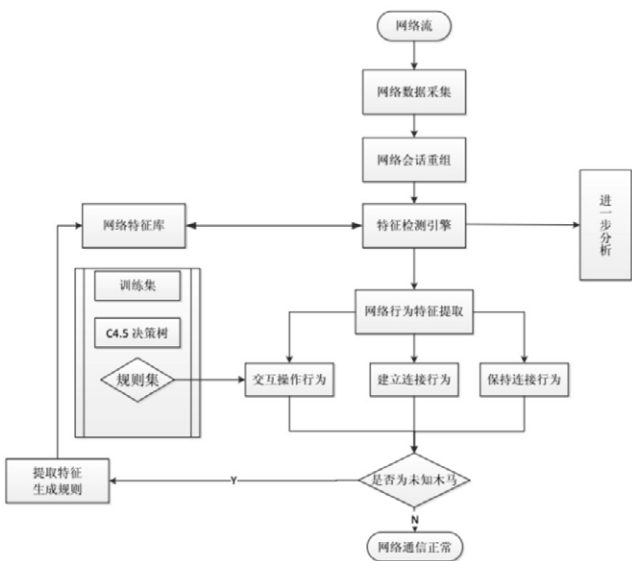 网络流
网络数据采集
网络会话重组
网络特征库
特征检测引擎
进一步分析
训练集
C4.5 决策树
规则集
网络行为特征提取
交互操作行为
建立连接行为
保持连接行为
提取特征
生成规则
Y
是否为未知木马
N
网络通信正常